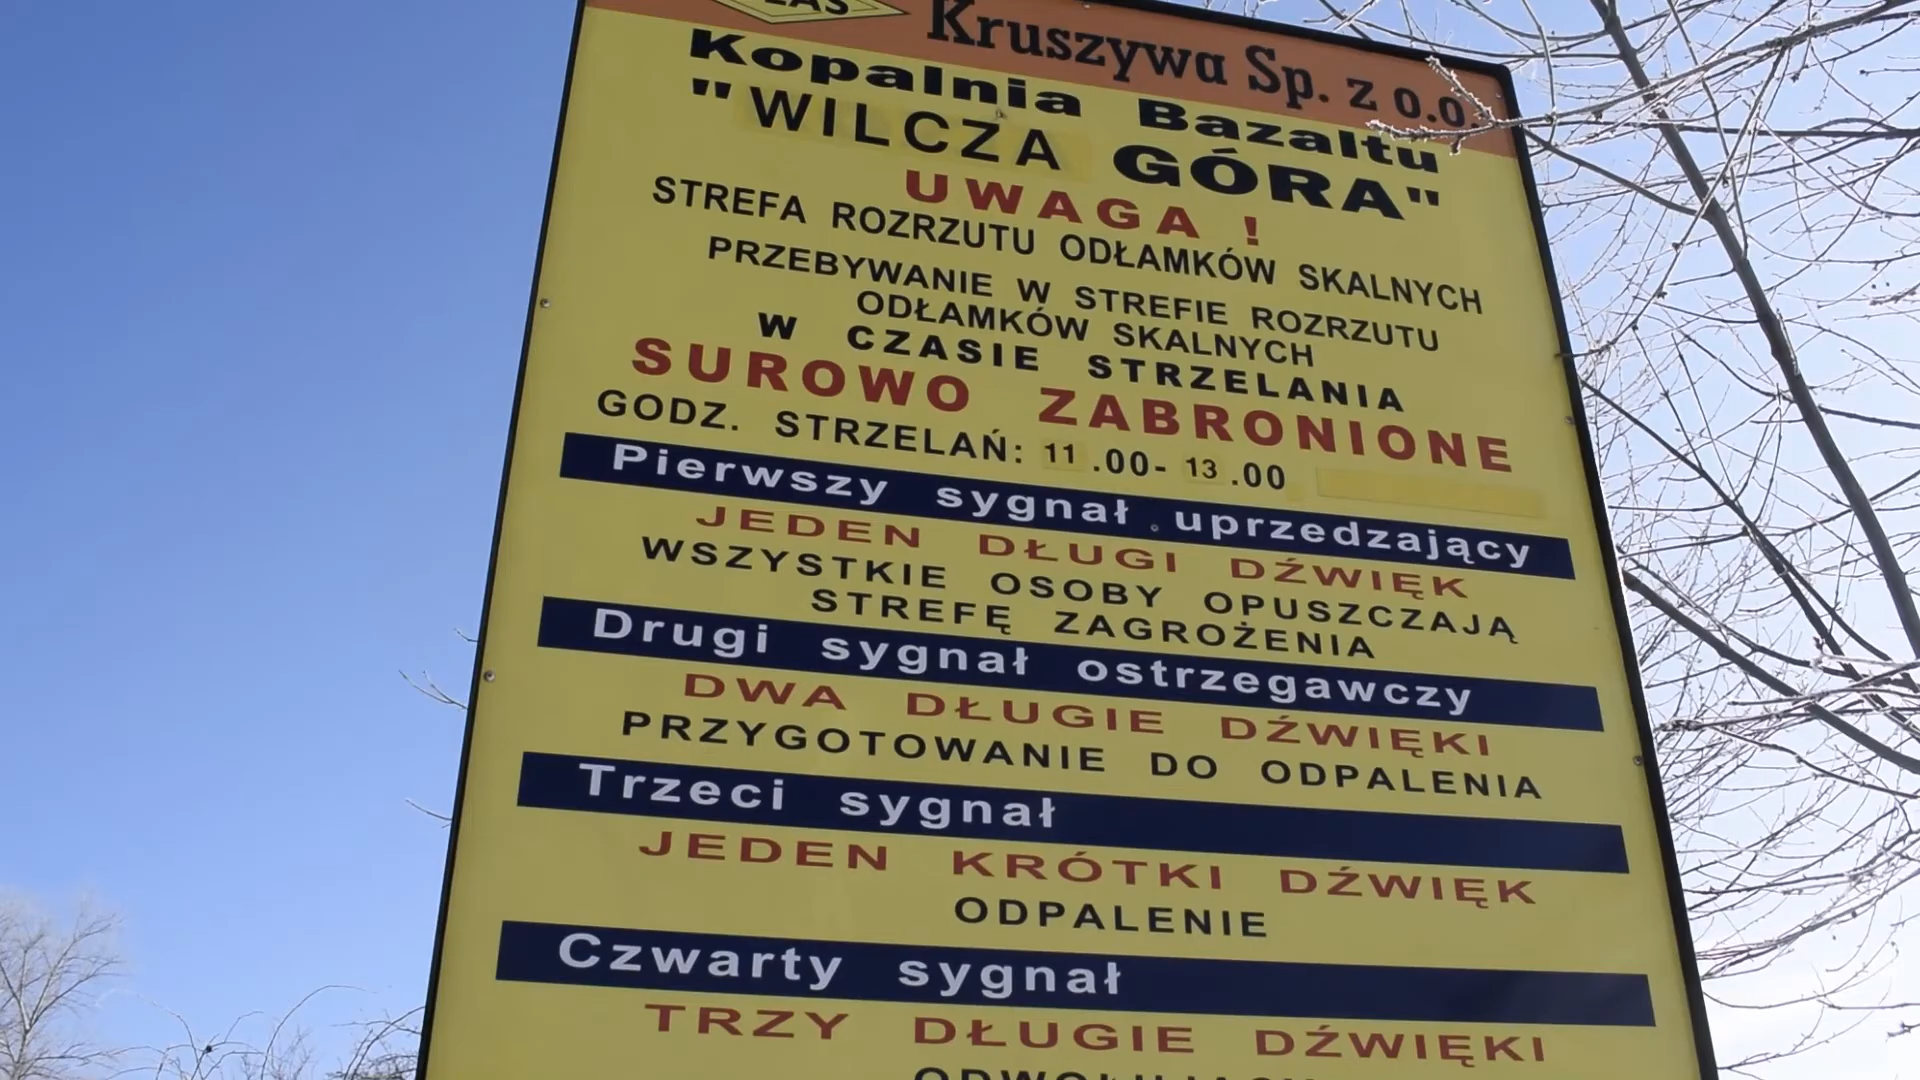 Kruszywa Sp. z o.o.
Kopalnia Bazaltu
"WILCZA GÓRA"
UWAGA !
STREFA ROZRZUTU ODŁAMKÓW SKALNYCH
PRZEBYWANIE W STREFIE ROZRZUTU
ODŁAMKÓW SKALNYCH
W CZASIE STRZELANIA
SUROWO ZABRONIONE
GODZ. STRZELAŃ: 11.00-13.00
Pierwszy sygnał uprzedzający
JEDEN DŁUGI DŹWIĘK
WSZYSTKIE OSOBY OPUSZCZAJĄ
STREFĘ ZAGROŻENIA
Drugi sygnał ostrzegawczy
DWA DŁUGIE DŹWIĘKI
PRZYGOTOWANIE DO ODPALENIA
Trzeci sygnał
JEDEN KRÓTKI DŹWIĘK
ODPALENIE
Czwarty sygnał
TRZY DŁUGIE DŹWIĘKI